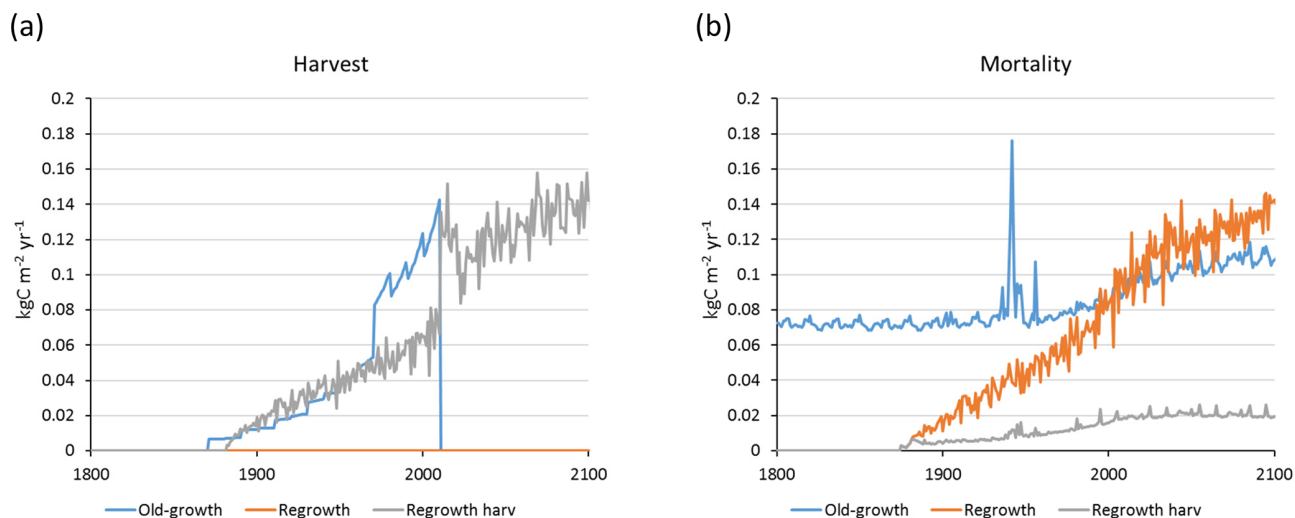 (a)
Harvest
kgC m⁻² yr⁻¹
0.2
0.18
0.16
0.14
0.12
0.1
0.08
0.06
0.04
0.02
0
1800 1900 2000 2100
Old-growth Regrowth Regrowth harv
(b)
Mortality
kgC m⁻² yr⁻¹
0.2
0.18
0.16
0.14
0.12
0.1
0.08
0.06
0.04
0.02
0
1800 1900 2000 2100
Old-growth Regrowth Regrowth harv